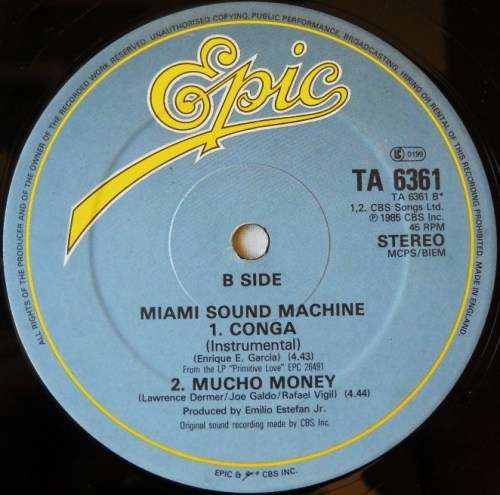 ALL RIGHTS OF THE PRODUCER AND OF THE OWNER OF THE RECORDED WORK RESERVED. UNAUTHORISED COPYING, PUBLIC PERFORMANCE, BROADCASTING, HIRING OR RENTAL OF THIS RECORDING PROHIBITED. MADE IN ENGLAND.
Epic
LC 0199
TA 6361
TA 6361 B*
1,2. CBS Songs Ltd.
℗ 1985 CBS Inc.
45 RPM
STEREO
MCPS/BIEM
B SIDE
MIAMI SOUND MACHINE
1. CONGA
(Instrumental)
(Enrique E. Garcia) (4.43)
From the LP "Primitive Love" EPC 26491
2. MUCHO MONEY
(Lawrence Dermer/Joe Galdo/Rafael Vigil) (4.44)
Produced by Emilio Estefan Jr.
Original sound recording made by CBS Inc.
EPIC & CBS INC.